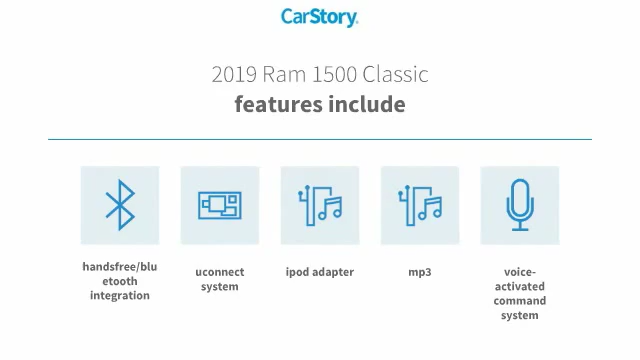 CarStory.
2019 Ram 1500 Classic
features include
handsfree/blu
etooth
integration
uconnect
system
ipod adapter
mp3
voice-
activated
command
system